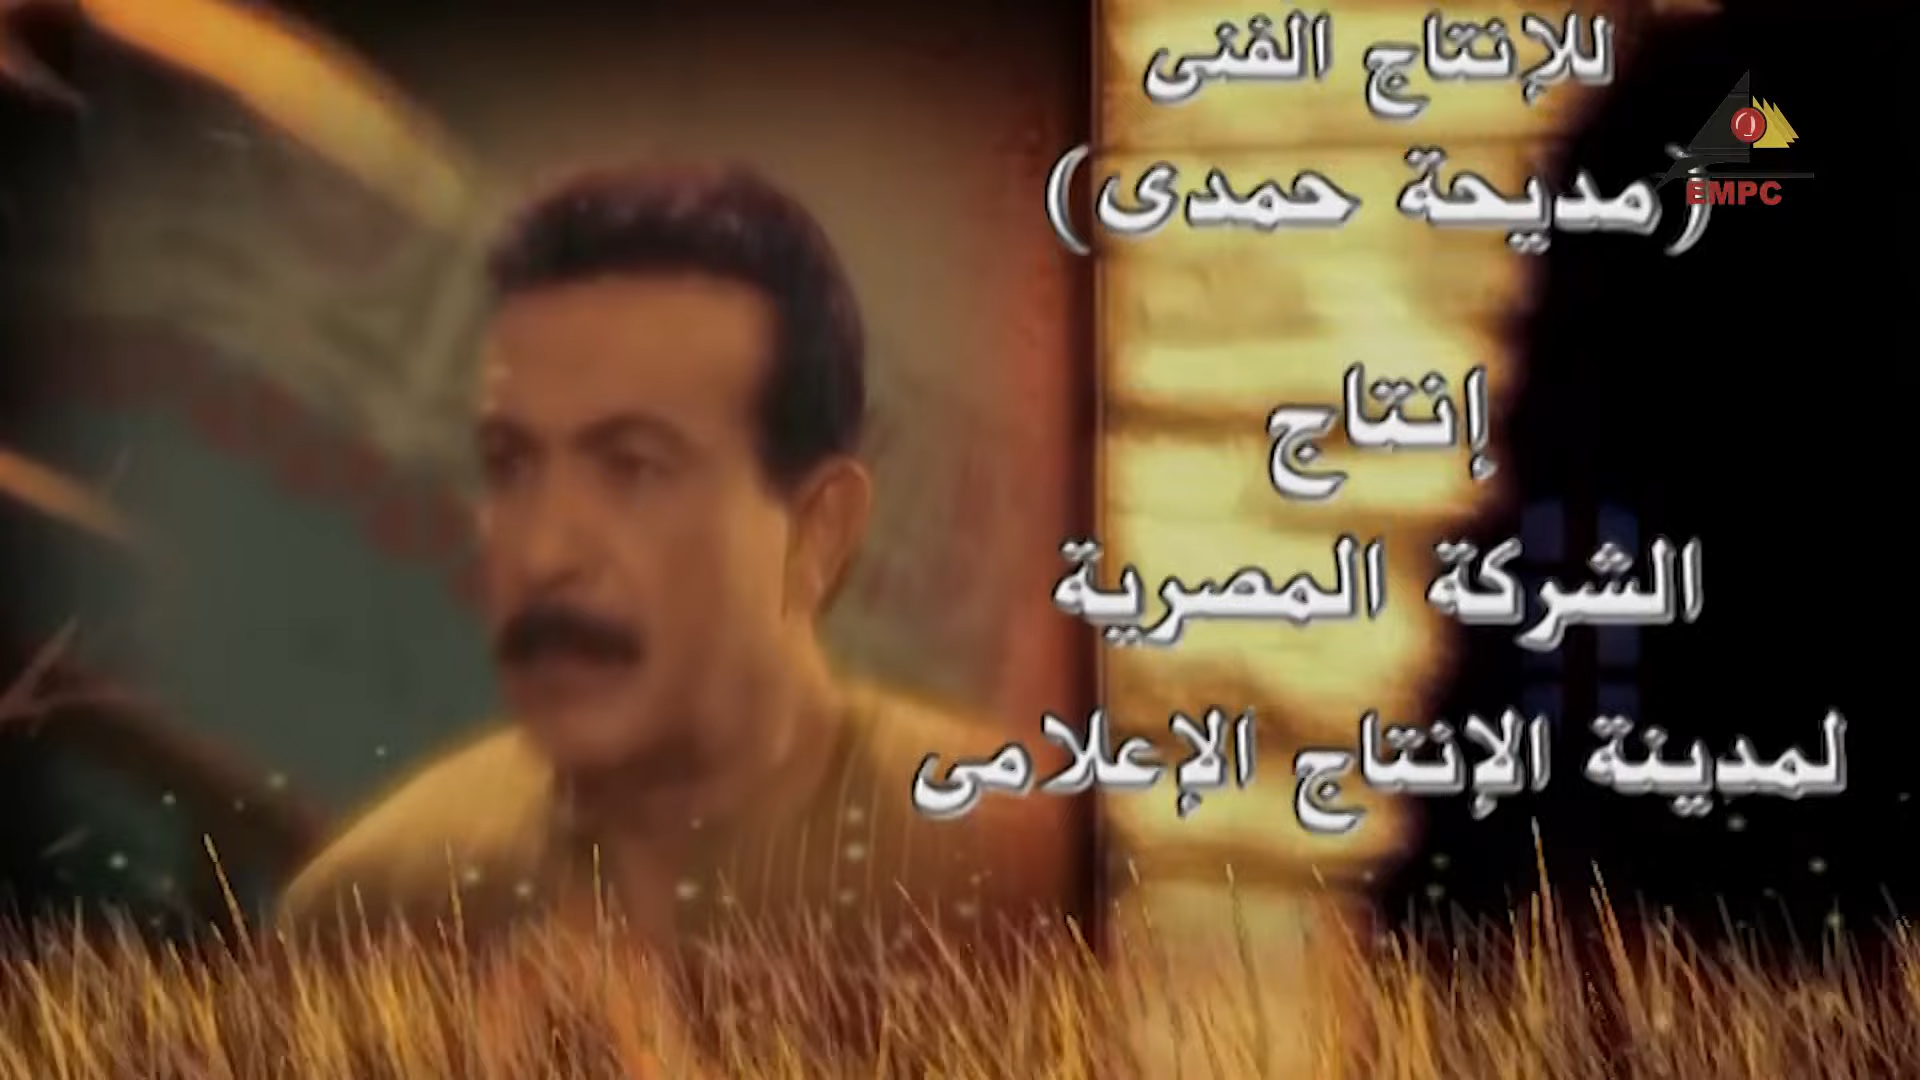 للإنتاج الفنى
(مديحة حمدى)
EMPC
إنتاج
الشركة المصرية
لمدينة الإنتاج الإعلامى